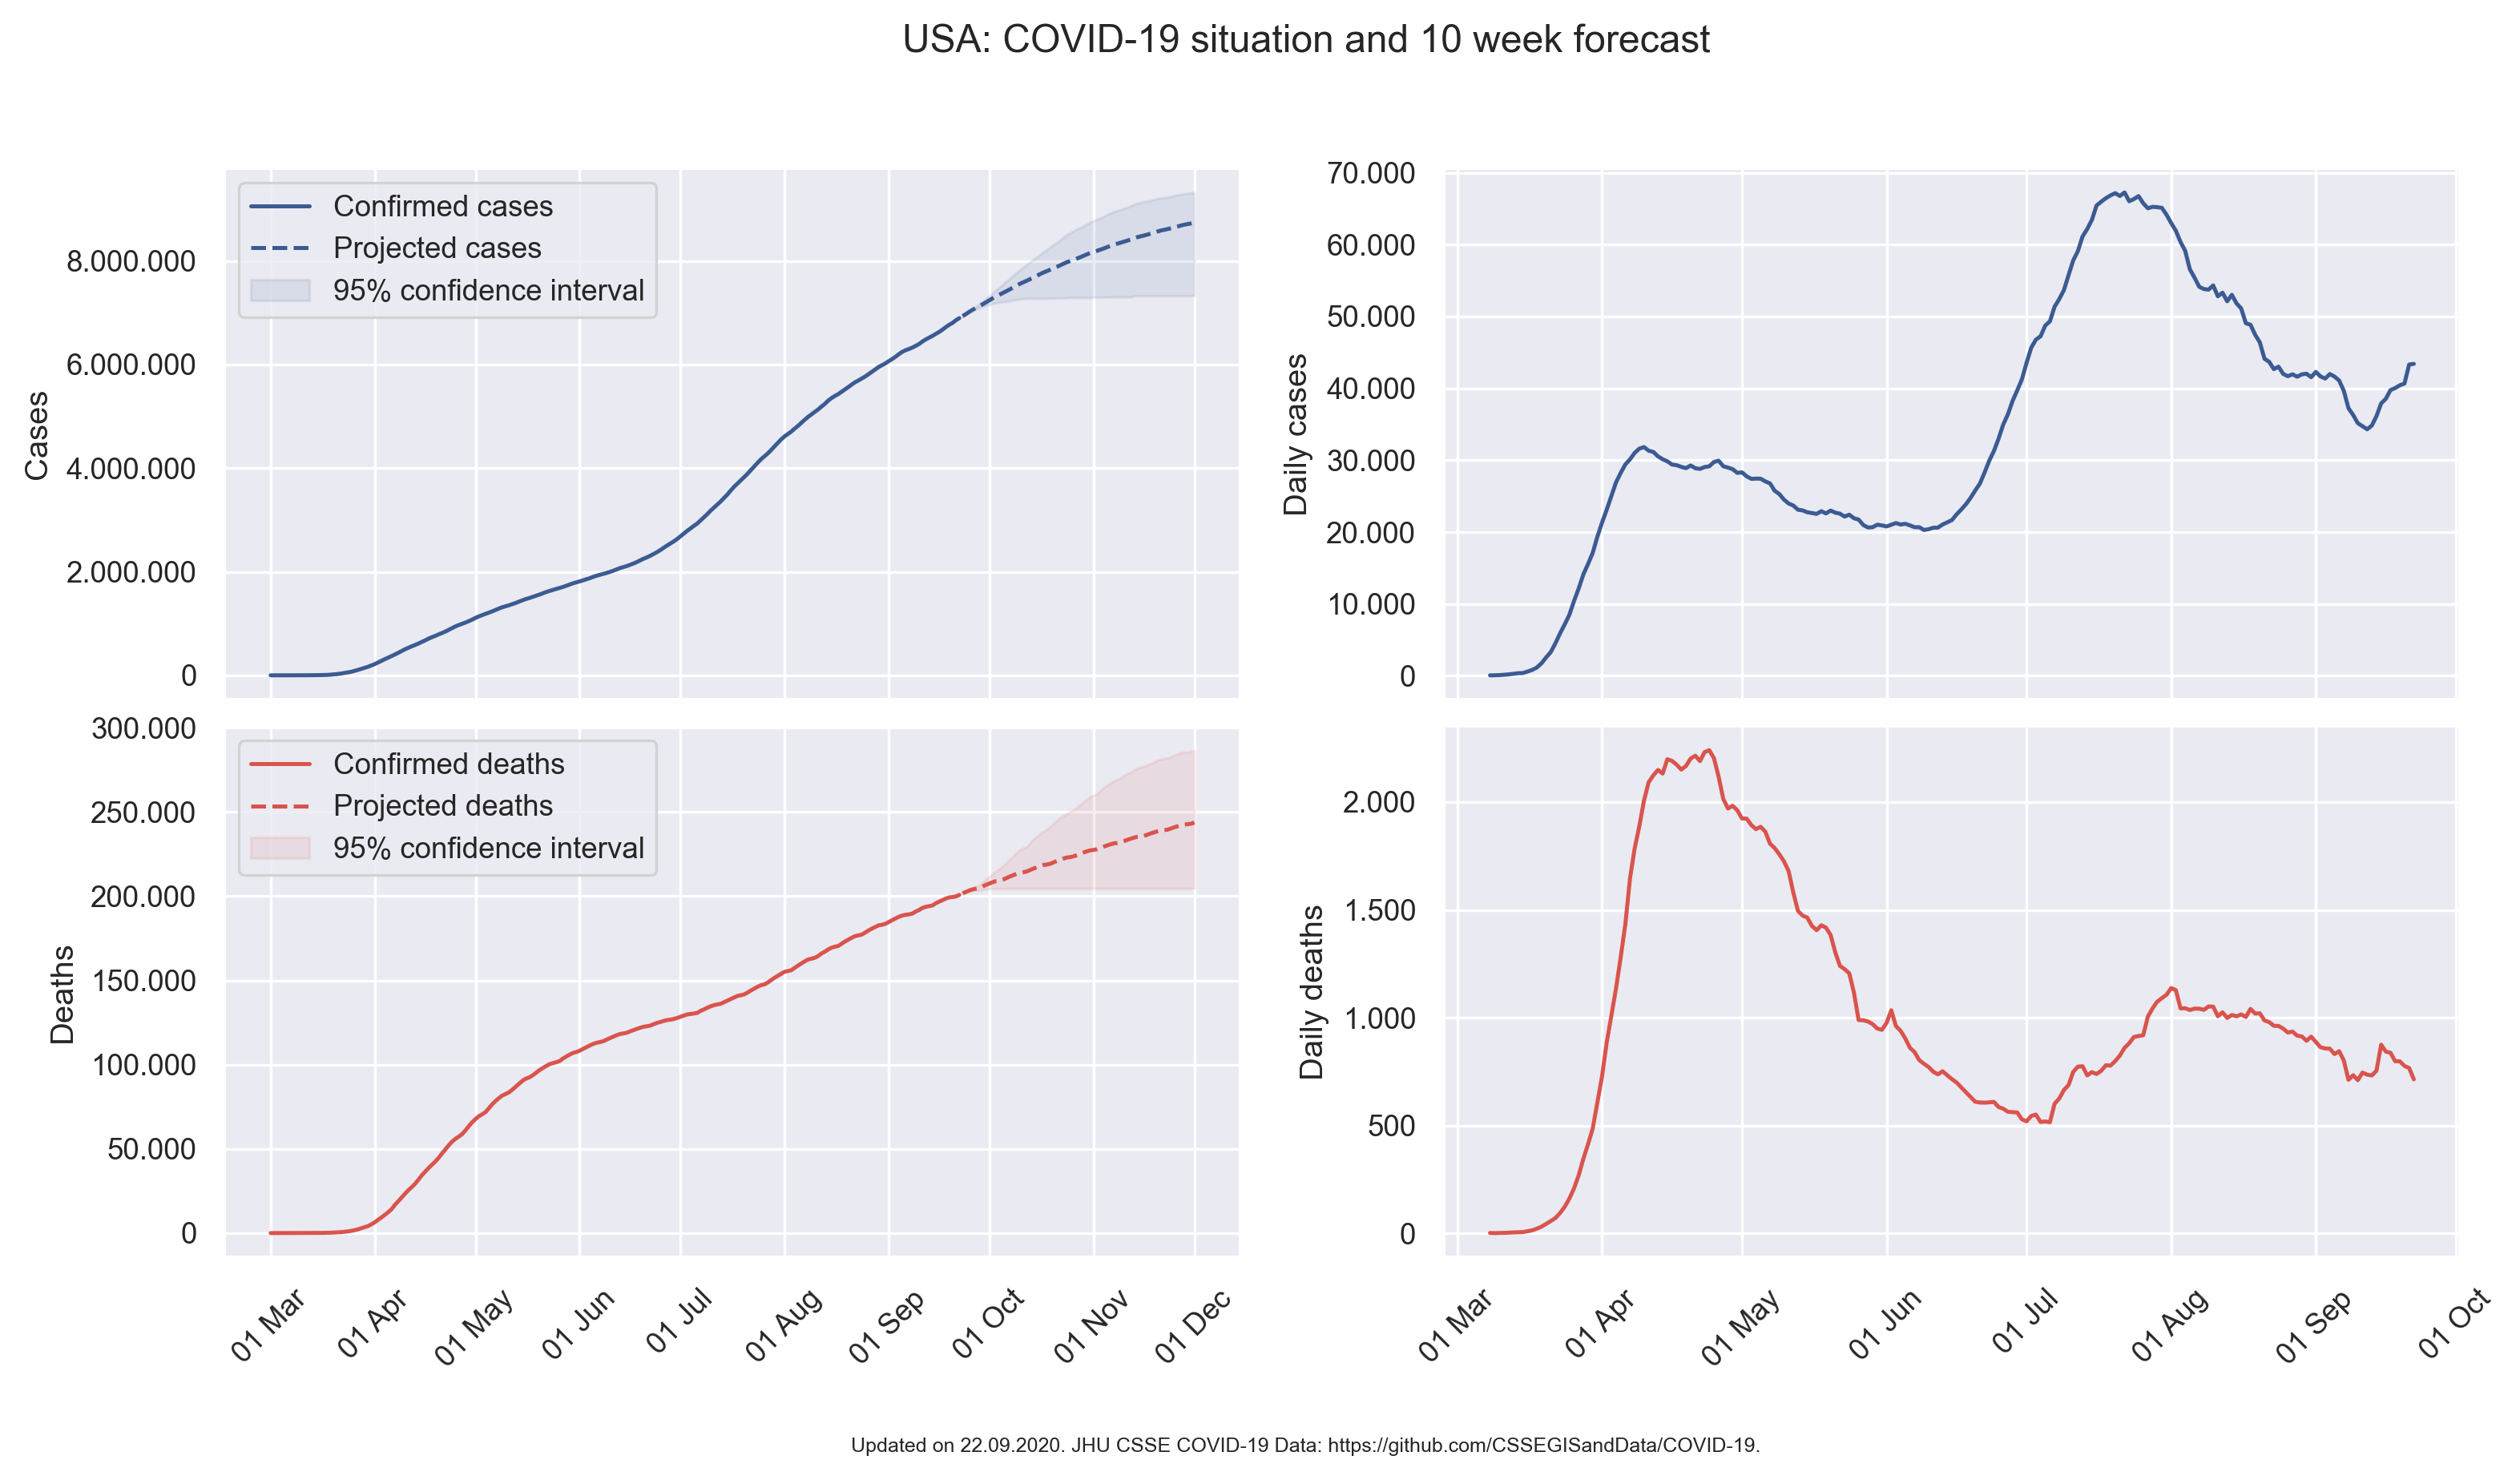 USA: COVID-19 situation and 10 week forecast
Confirmed cases
Projected cases
95% confidence interval
Cases
8.000.000
6.000.000
4.000.000
2.000.000
0
Daily cases
70.000
60.000
50.000
40.000
30.000
20.000
10.000
0
Confirmed deaths
Projected deaths
95% confidence interval
Deaths
300.000
250.000
200.000
150.000
100.000
50.000
0
01 Mar
01 Apr
01 May
01 Jun
01 Jul
01 Aug
01 Sep
01 Oct
01 Nov
01 Dec
Daily deaths
2.000
1.500
1.000
500
0
01 Mar
01 Apr
01 May
01 Jun
01 Jul
01 Aug
01 Sep
01 Oct
Updated on 22.09.2020. JHU CSSE COVID-19 Data: https://github.com/CSSEGISandData/COVID-19.